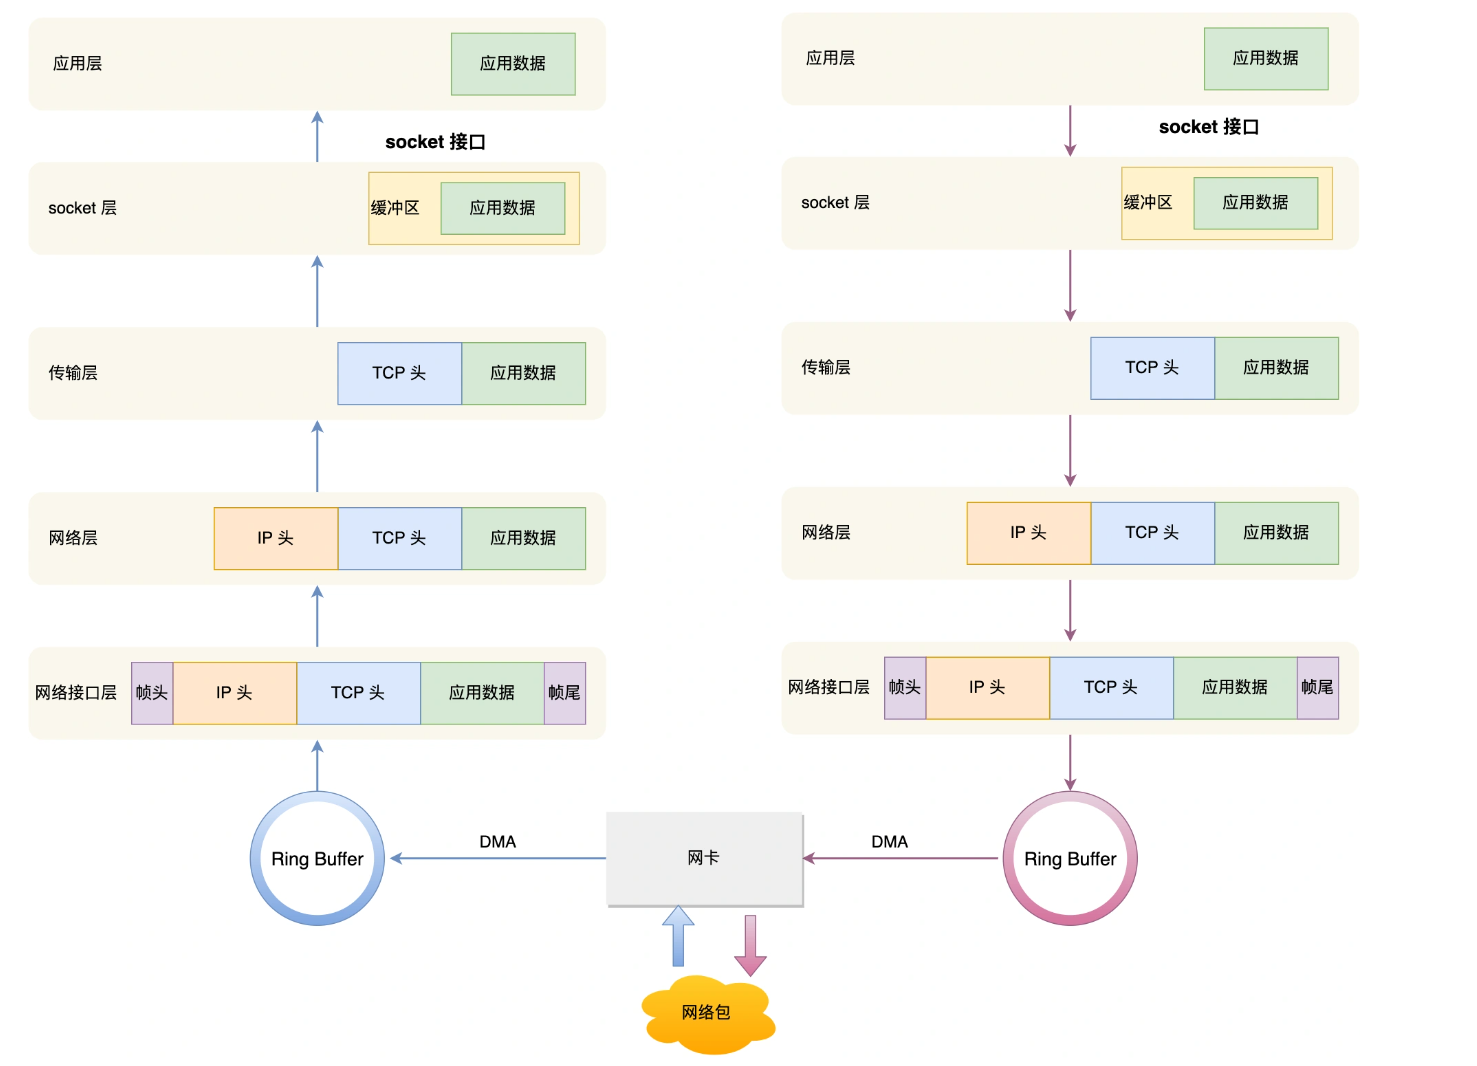 应用层
应用数据
socket 接口
socket 层
缓冲区
应用数据
传输层
TCP 头
应用数据
网络层
IP 头
TCP 头
应用数据
网络接口层
帧头
IP 头
TCP 头
应用数据
帧尾
Ring Buffer
DMA
网卡
网络包
应用层
应用数据
socket 接口
socket 层
缓冲区
应用数据
传输层
TCP 头
应用数据
网络层
IP 头
TCP 头
应用数据
网络接口层
帧头
IP 头
TCP 头
应用数据
帧尾
DMA
Ring Buffer